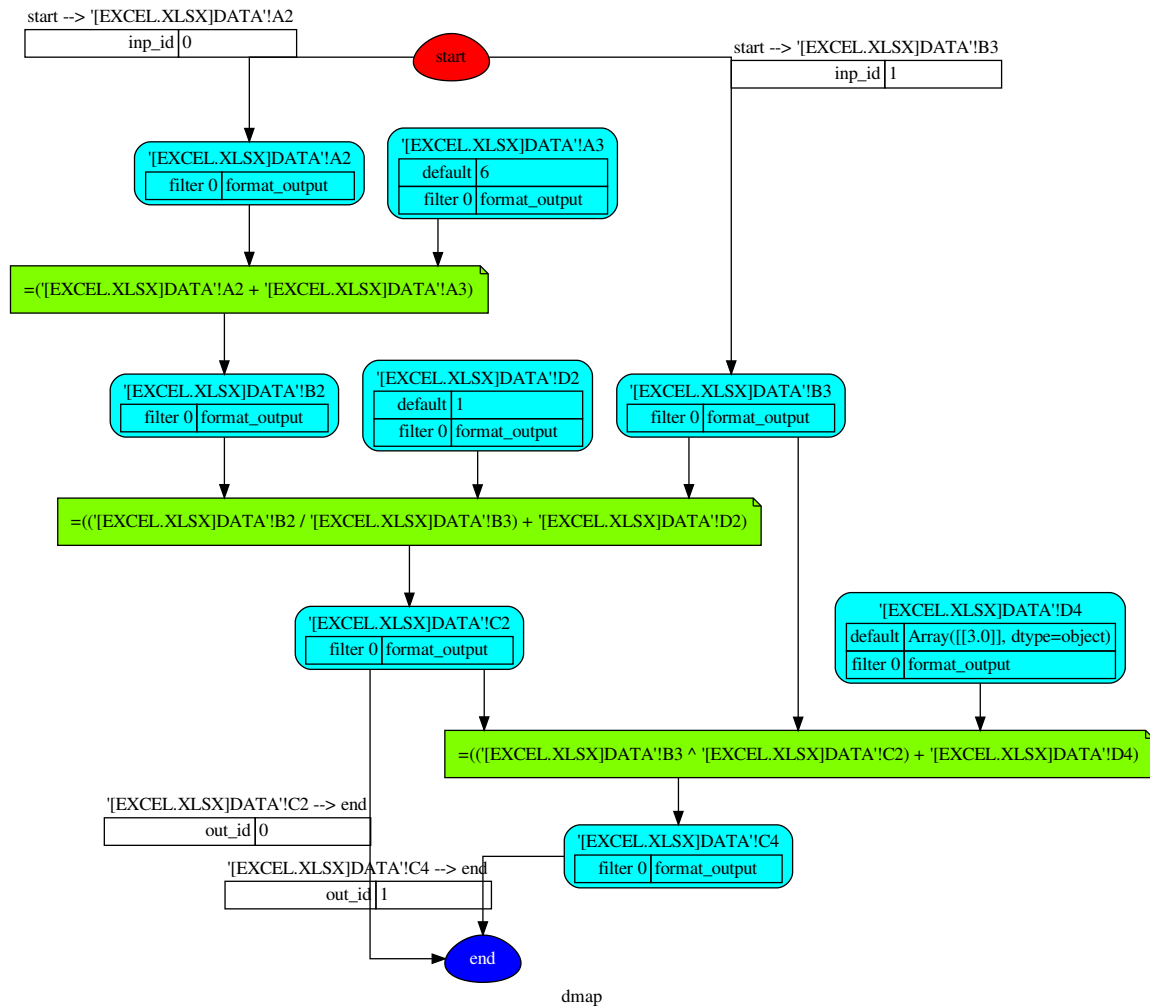 start --> '[EXCEL.XLSX]DATA'!A2
inp_id 0
start
start --> '[EXCEL.XLSX]DATA'!B3
inp_id 1
'[EXCEL.XLSX]DATA'!A2
filter 0 format_output
'[EXCEL.XLSX]DATA'!A3
default 6
filter 0 format_output
=('[EXCEL.XLSX]DATA'!A2 + '[EXCEL.XLSX]DATA'!A3)
'[EXCEL.XLSX]DATA'!B2
filter 0 format_output
'[EXCEL.XLSX]DATA'!D2
default 1
filter 0 format_output
'[EXCEL.XLSX]DATA'!B3
filter 0 format_output
=(('[EXCEL.XLSX]DATA'!B2 / '[EXCEL.XLSX]DATA'!B3) + '[EXCEL.XLSX]DATA'!D2)
'[EXCEL.XLSX]DATA'!C2
filter 0 format_output
'[EXCEL.XLSX]DATA'!D4
default Array([[3.0]], dtype=object)
filter 0 format_output
=(('[EXCEL.XLSX]DATA'!B3 ^ '[EXCEL.XLSX]DATA'!C2) + '[EXCEL.XLSX]DATA'!D4)
'[EXCEL.XLSX]DATA'!C2 --> end
out_id 0
'[EXCEL.XLSX]DATA'!C4
filter 0 format_output
'[EXCEL.XLSX]DATA'!C4 --> end
out_id 1
end
dmap